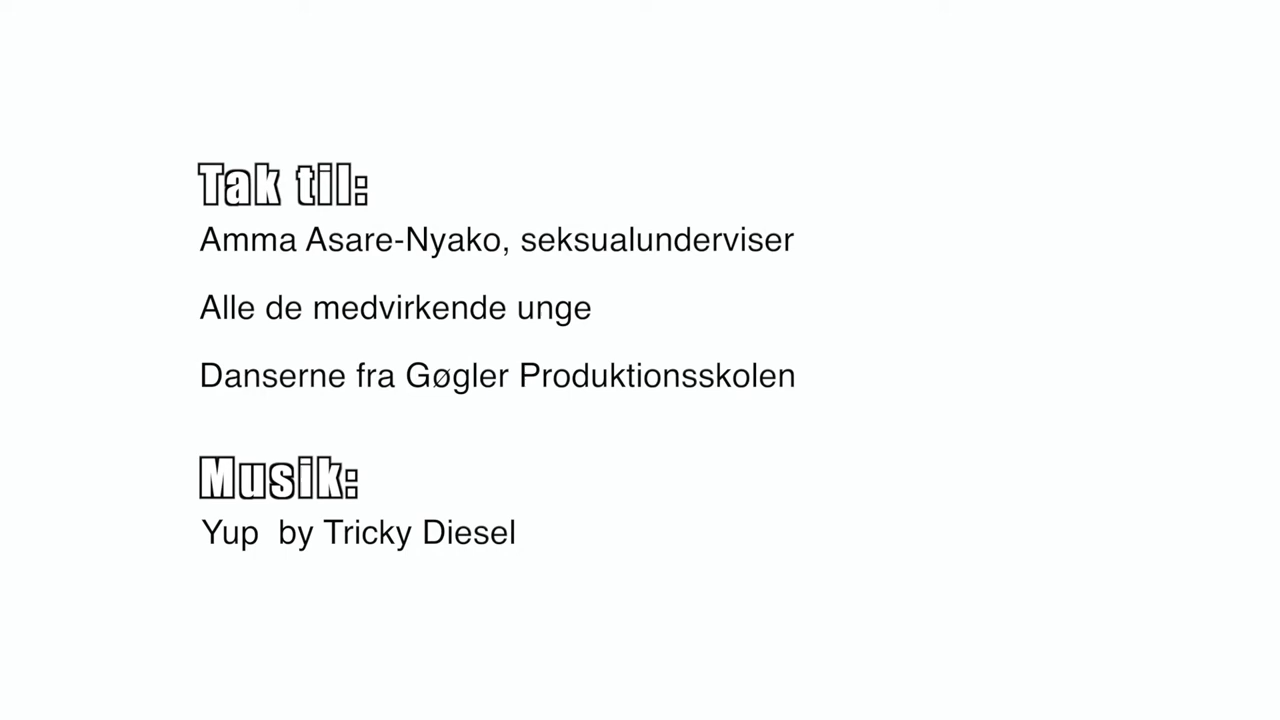 Tak til:
Amma Asare-Nyako, seksualunderviser
Alle de medvirkende unge
Danserne fra Gøgler Produktionsskolen
Musik:
Yup  by Tricky Diesel